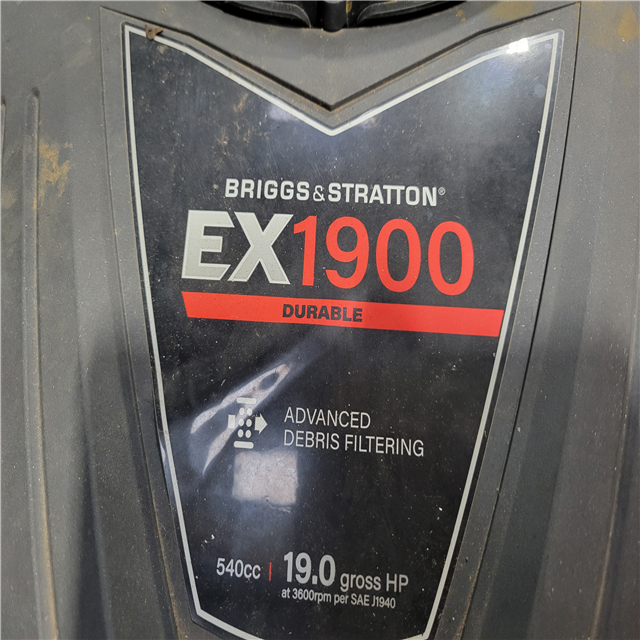 BRIGGS&STRATTON®
EX1900
DURABLE
ADVANCED
DEBRIS FILTERING
540cc | 19.0 gross HP
at 3600rpm per SAE J1940